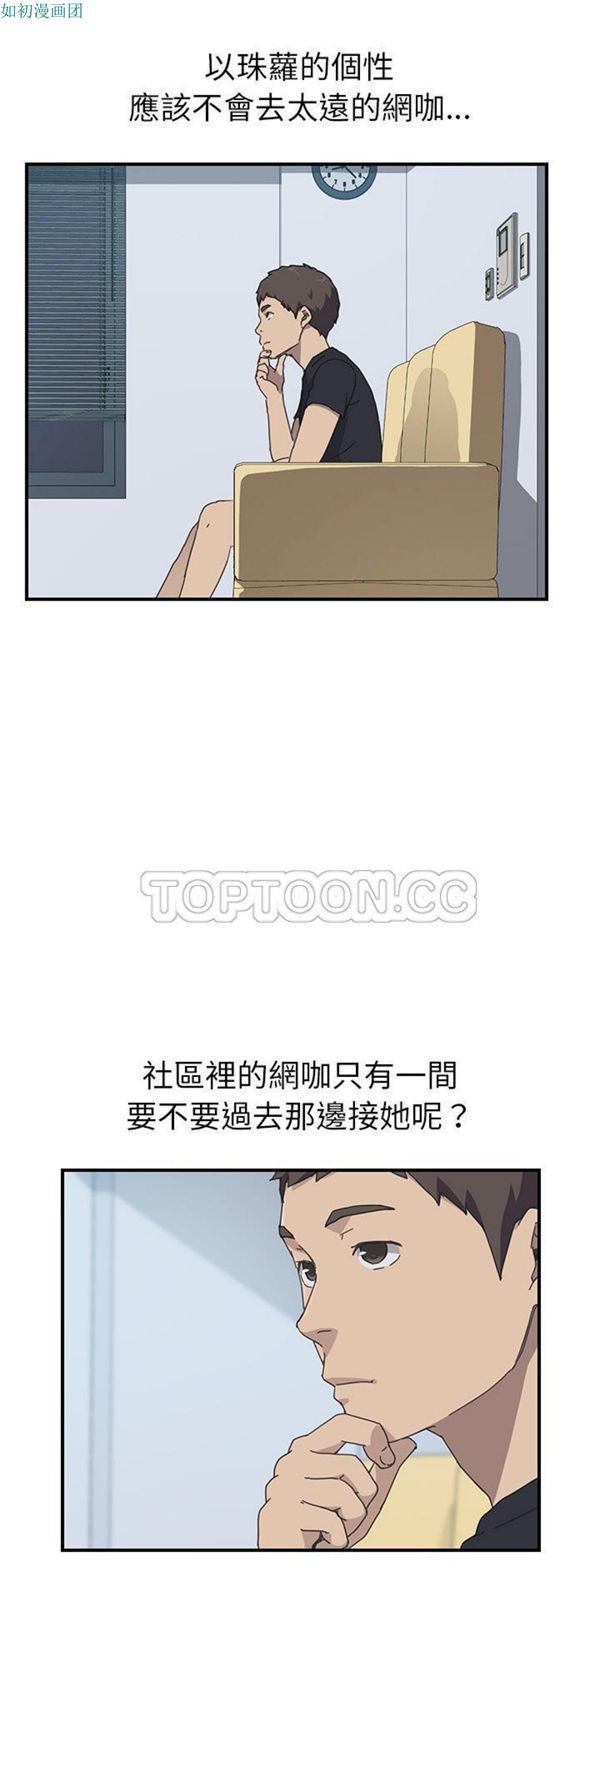 如初漫画团
以珠蘿的個性
應該不會去太遠的網咖...
TOPTOON.CC
社區裡的網咖只有一間
要不要過去那邊接她呢？